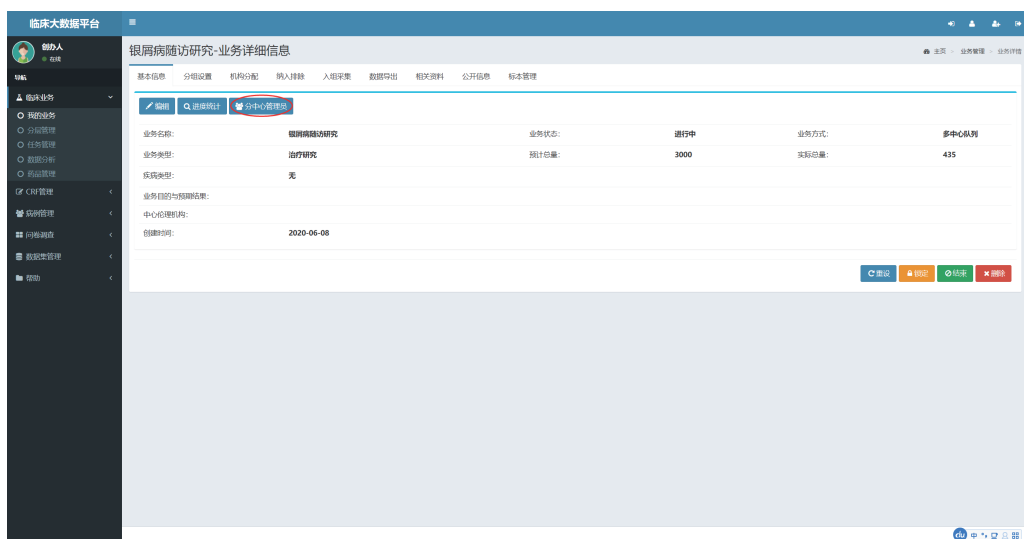 临床大数据平台
创办人
在线
导航
临床业务
我的业务
分层管理
任务管理
数据分析
药品管理
CRF管理
病例管理
问卷调查
数据集管理
帮助
银屑病随访研究-业务详细信息
主页 > 业务管理 > 业务详情
基本信息 分组设置 机构分配 纳入排除 入组采集 数据导出 相关资料 公开信息 标本管理
编辑 进度统计 分中心管理员
业务名称: 银屑病随访研究 业务状态: 进行中 业务方式: 多中心队列
业务类型: 治疗研究 预计总量: 3000 实际总量: 435
疾病类型: 无
业务目的与预期结果:
中心伦理机构:
创建时间: 2020-06-08
重设 锁定 结束 删除
中